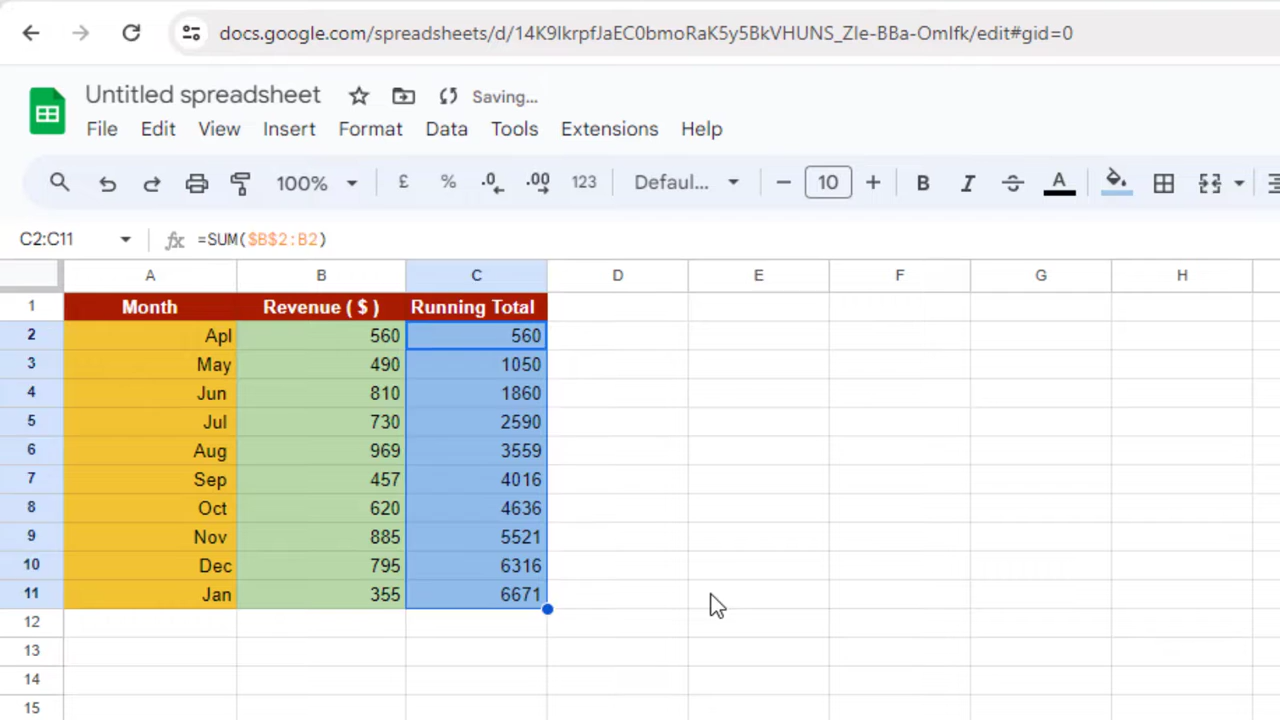 docs.google.com/spreadsheets/d/14K9lkrpfJaEC0bmoRaK5y5BkVHUNS_Zle-BBa-Omlfk/edit#gid=0
Untitled spreadsheet Saving...
File Edit View Insert Format Data Tools Extensions Help
100% £ % .0 .00 123 Defaul... 10 B I S A
C2:C11 fx =SUM($B$2:B2)
A B C D E F G H
1 Month Revenue ( $ ) Running Total
2 Apl 560 560
3 May 490 1050
4 Jun 810 1860
5 Jul 730 2590
6 Aug 969 3559
7 Sep 457 4016
8 Oct 620 4636
9 Nov 885 5521
10 Dec 795 6316
11 Jan 355 6671
12
13
14
15